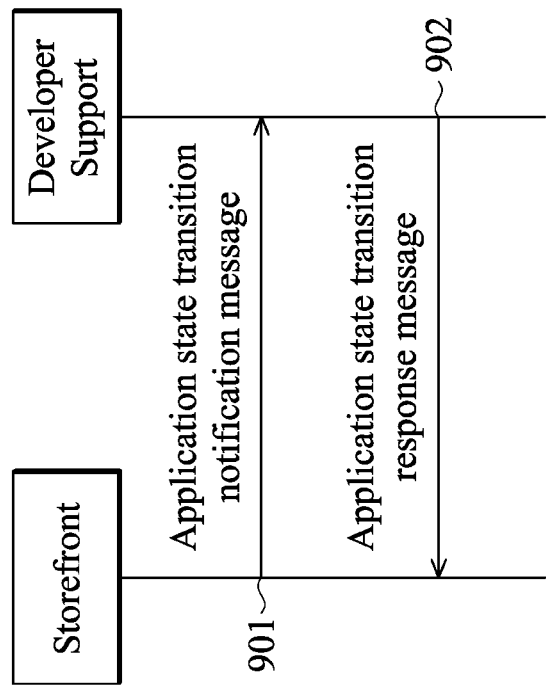 Storefront
Developer
Support
Application state transition
notification message
901
Application state transition
response message
902